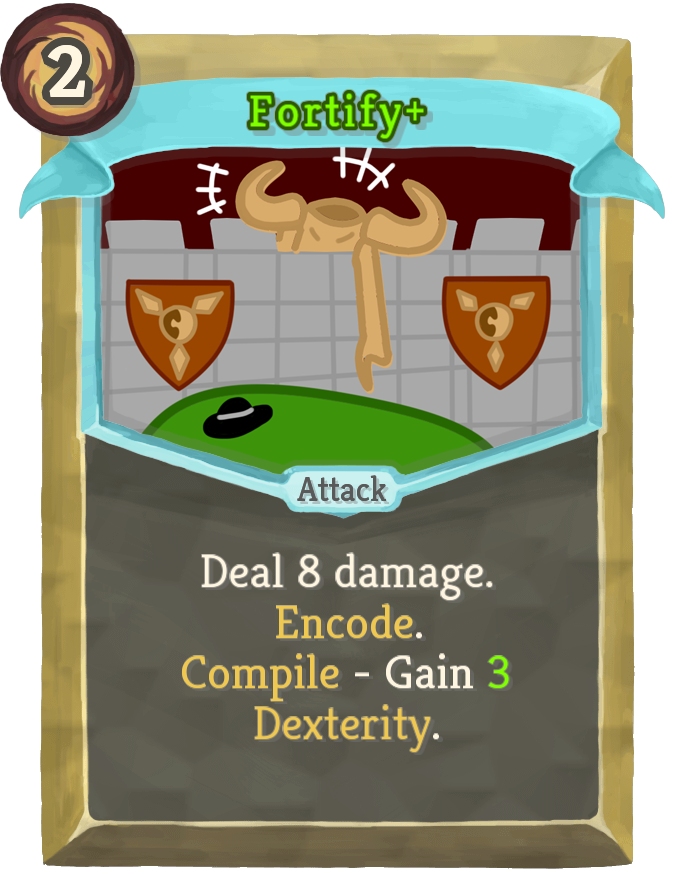 2
Fortify+
Attack
Deal 8 damage.
Encode.
Compile - Gain 3
Dexterity.